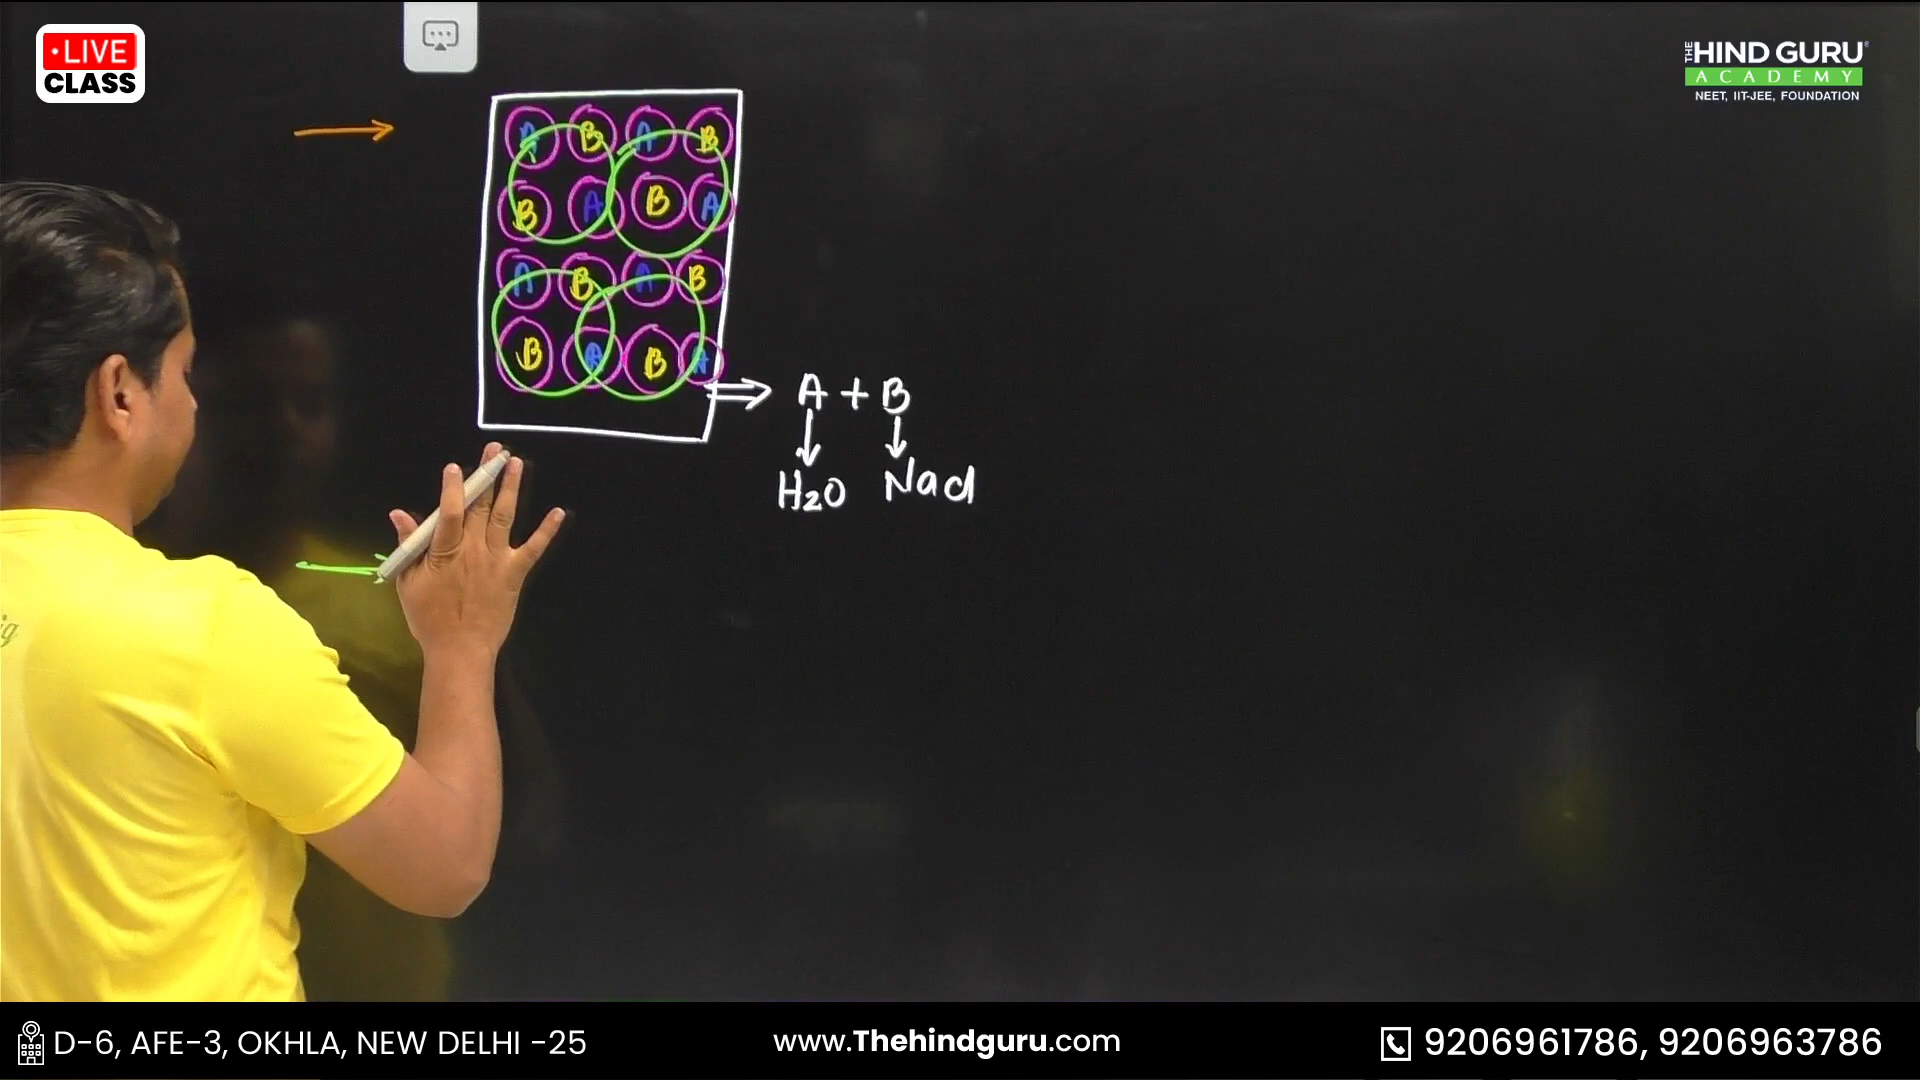 • LIVE
CLASS
THE HIND GURU®
ACADEMY
NEET, IIT-JEE, FOUNDATION
A B A B
B A B A
A B A B
B A B A
⇒ A + B
↓ ↓
H2O Nacl
ig
D-6, AFE-3, OKHLA, NEW DELHI -25
www.Thehindguru.com
9206961786, 9206963786